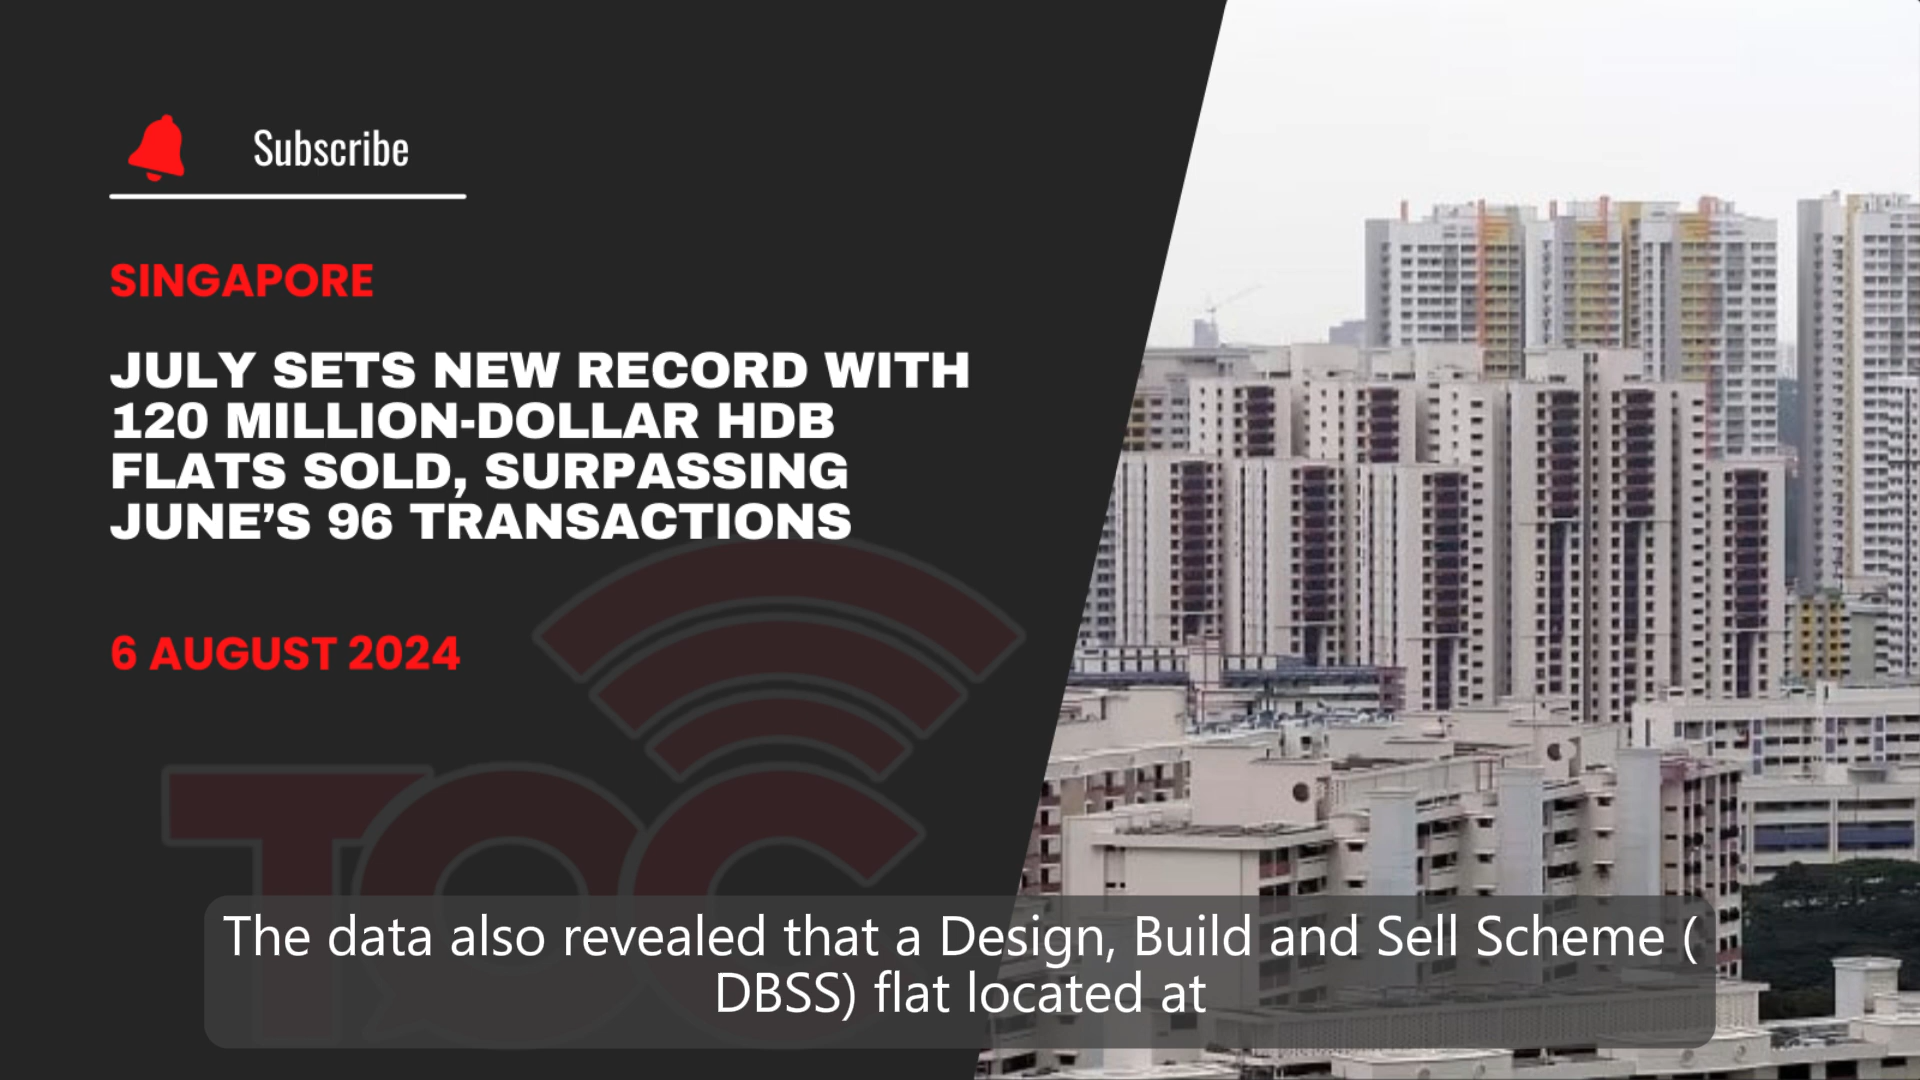 Subscribe
SINGAPORE
JULY SETS NEW RECORD WITH
120 MILLION-DOLLAR HDB
FLATS SOLD, SURPASSING
JUNE’S 96 TRANSACTIONS
6 AUGUST 2024
TOC
The data also revealed that a Design, Build and Sell Scheme (
DBSS) flat located at